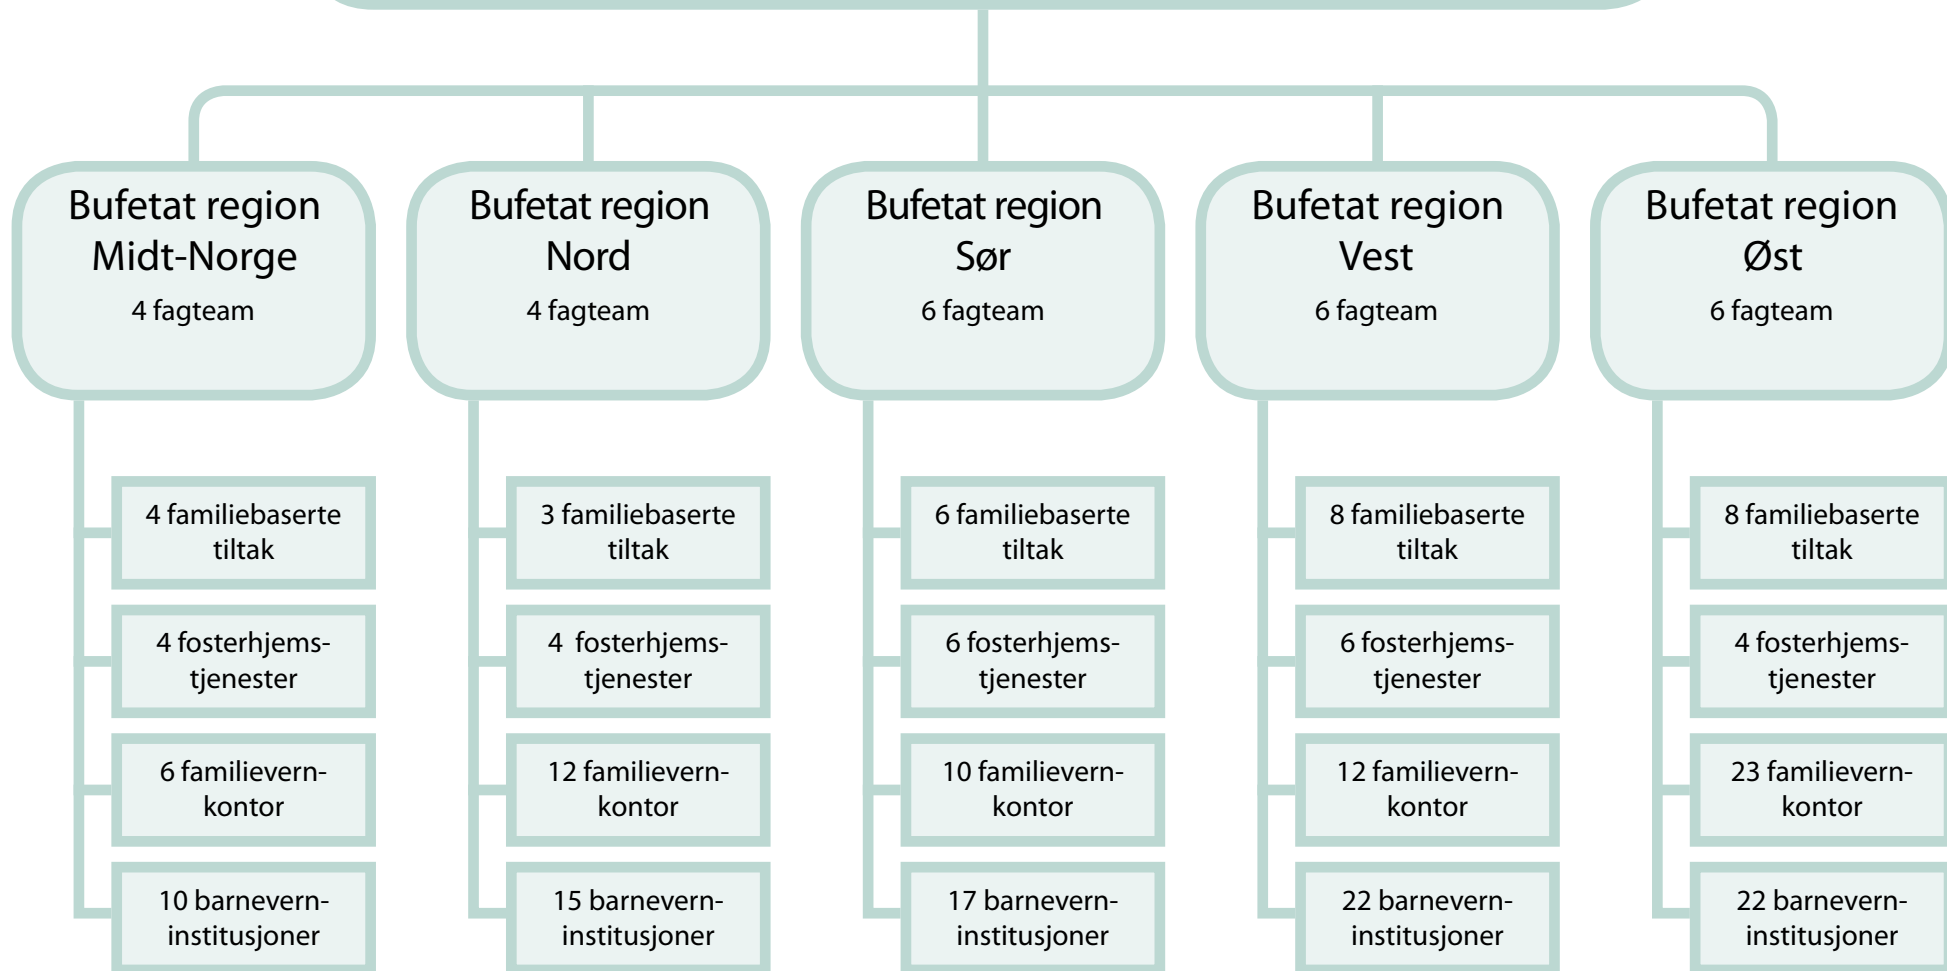 Bufetat region
Midt-Norge
4 fagteam
4 familiebaserte
tiltak
4 fosterhjems-
tjenester
6 familievern-
kontor
10 barnevern-
institusjoner
Bufetat region
Nord
4 fagteam
3 familiebaserte
tiltak
4 fosterhjems-
tjenester
12 familievern-
kontor
15 barnevern-
institusjoner
Bufetat region
Sør
6 fagteam
6 familiebaserte
tiltak
6 fosterhjems-
tjenester
10 familievern-
kontor
17 barnevern-
institusjoner
Bufetat region
Vest
6 fagteam
8 familiebaserte
tiltak
6 fosterhjems-
tjenester
12 familievern-
kontor
22 barnevern-
institusjoner
Bufetat region
Øst
6 fagteam
8 familiebaserte
tiltak
4 fosterhjems-
tjenester
23 familievern-
kontor
22 barnevern-
institusjoner